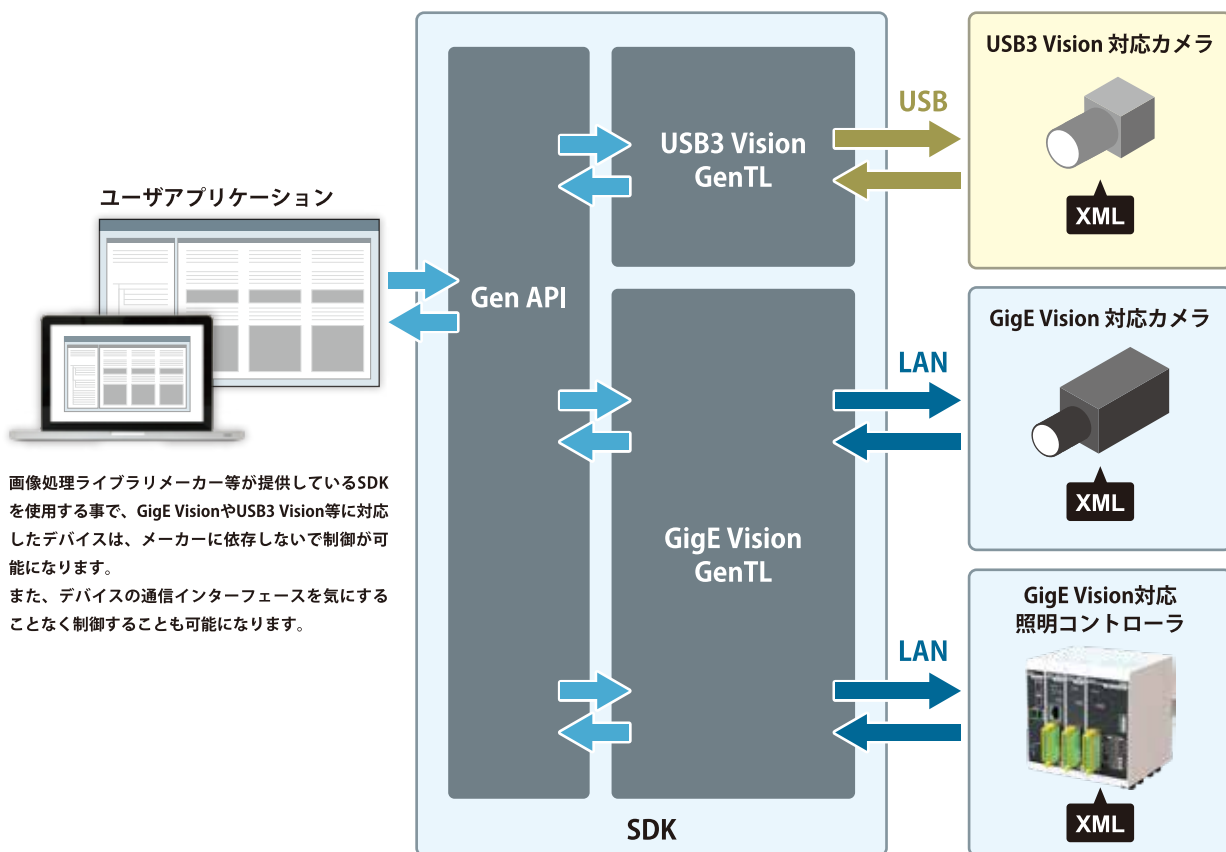 ユーザアプリケーション
画像処理ライブラリメーカー等が提供しているSDK
を使用する事で、GigE VisionやUSB3 Vision等に対応
したデバイスは、メーカーに依存しないで制御が可
能になります。
また、デバイスの通信インターフェースを気にする
ことなく制御することも可能になります。
Gen API
USB3 Vision
GenTL
GigE Vision
GenTL
SDK
USB
LAN
LAN
USB3 Vision 対応カメラ
XML
GigE Vision 対応カメラ
XML
GigE Vision対応
照明コントローラ
XML